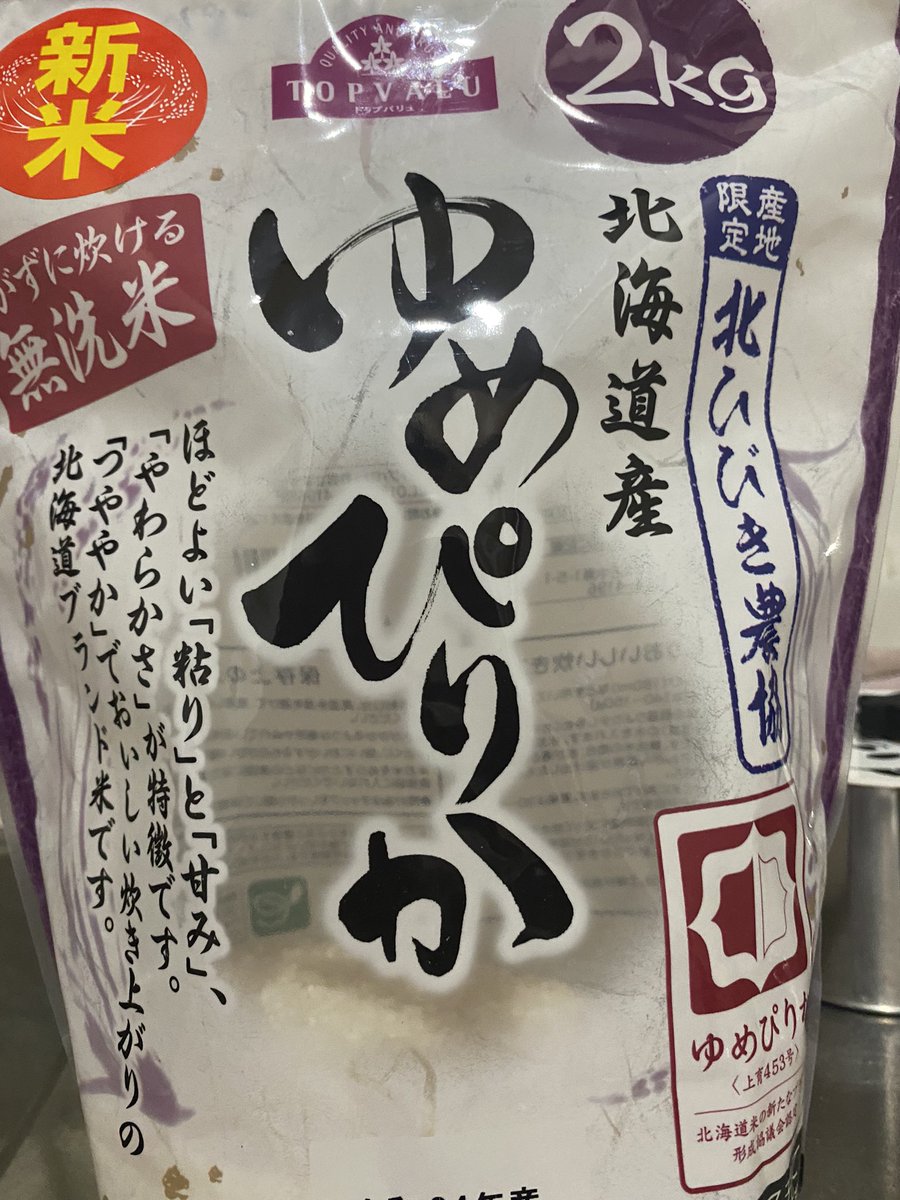 新米
QUALITY AND
TOPVALU
トップバリュ
2kg
がずに炊ける
無洗米
ゆめぴりか
北海道産
産地
限定
北ひびき農協
ほどよい「粘り」と「甘み」、
「やわらかさ」が特徴です。
「つややか」でおいしい炊き上がりの
北海道ブランド米です。
ゆめぴりか
〈上育453号〉
北海道米の新たな
形成協議会